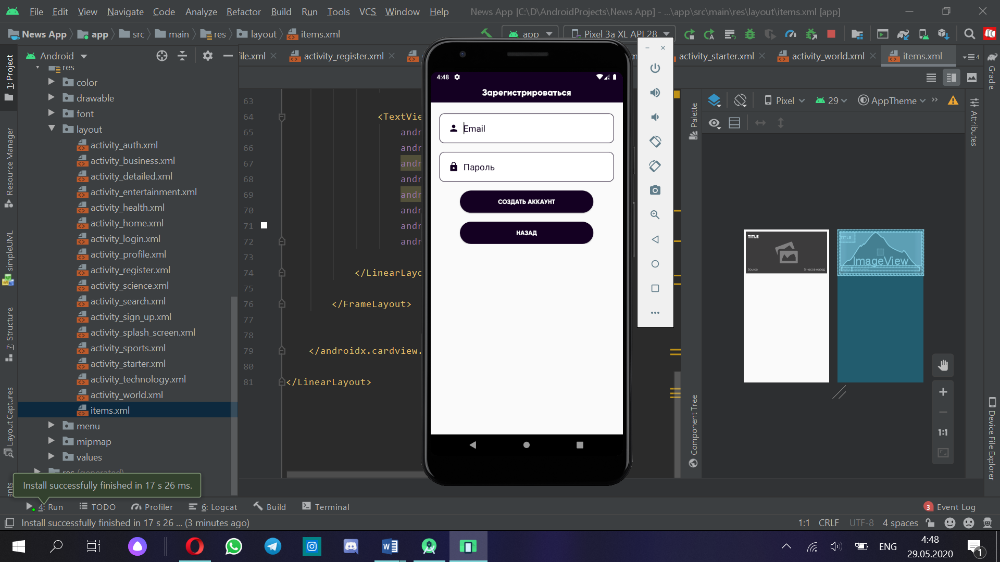 File Edit View Navigate Code Analyze Refactor Build Run Tools VCS Window Help News App [C:\D\AndroidProjects\News App] - ...\app\src\main\res\layout\items.xml [app]
News App app src main res layout items.xml app Pixel 3a XL API 28
Android file.xml activity_register.xml activity_starter.xml activity_world.xml items.xml 4
Pixel 29 AppTheme
1: Project
Resource Manager
simpleUML
7: Structure
Layout Captures
res
color
drawable
font
layout
activity_auth.xml
activity_business.xml
activity_detailed.xml
activity_entertainment.xml
activity_health.xml
activity_home.xml
activity_login.xml
activity_profile.xml
activity_register.xml
activity_science.xml
activity_search.xml
activity_sign_up.xml
activity_splash_screen.xml
activity_sports.xml
activity_starter.xml
activity_technology.xml
activity_world.xml
items.xml
menu
mipmap
values
res (generated)
Install successfully finished in 17 s 26 ms.
63
64 <TextVie
65 andr
66 andr
67 andr
68 andr
69 andr
70 andr
71 andr
72 andr
73
74 </LinearLayo
75
76 </FrameLayout>
77
78
79 </androidx.cardview.
80
81 </LinearLayout>
4:48
Зарегистрироваться
Email
Пароль
СОЗДАТЬ АККАУНТ
НАЗАД
Palette
Component Tree
TITLE
Source 5 часов назад
TITLE
ImageView
1:1
Gradle
Attributes
Device File Explorer
4: Run TODO Profiler 6: Logcat Build Terminal 3 Event Log
Install successfully finished in 17 s 26 ... (3 minutes ago) 1:1 CRLF UTF-8 4 spaces
ENG
4:48
29.05.2020
1